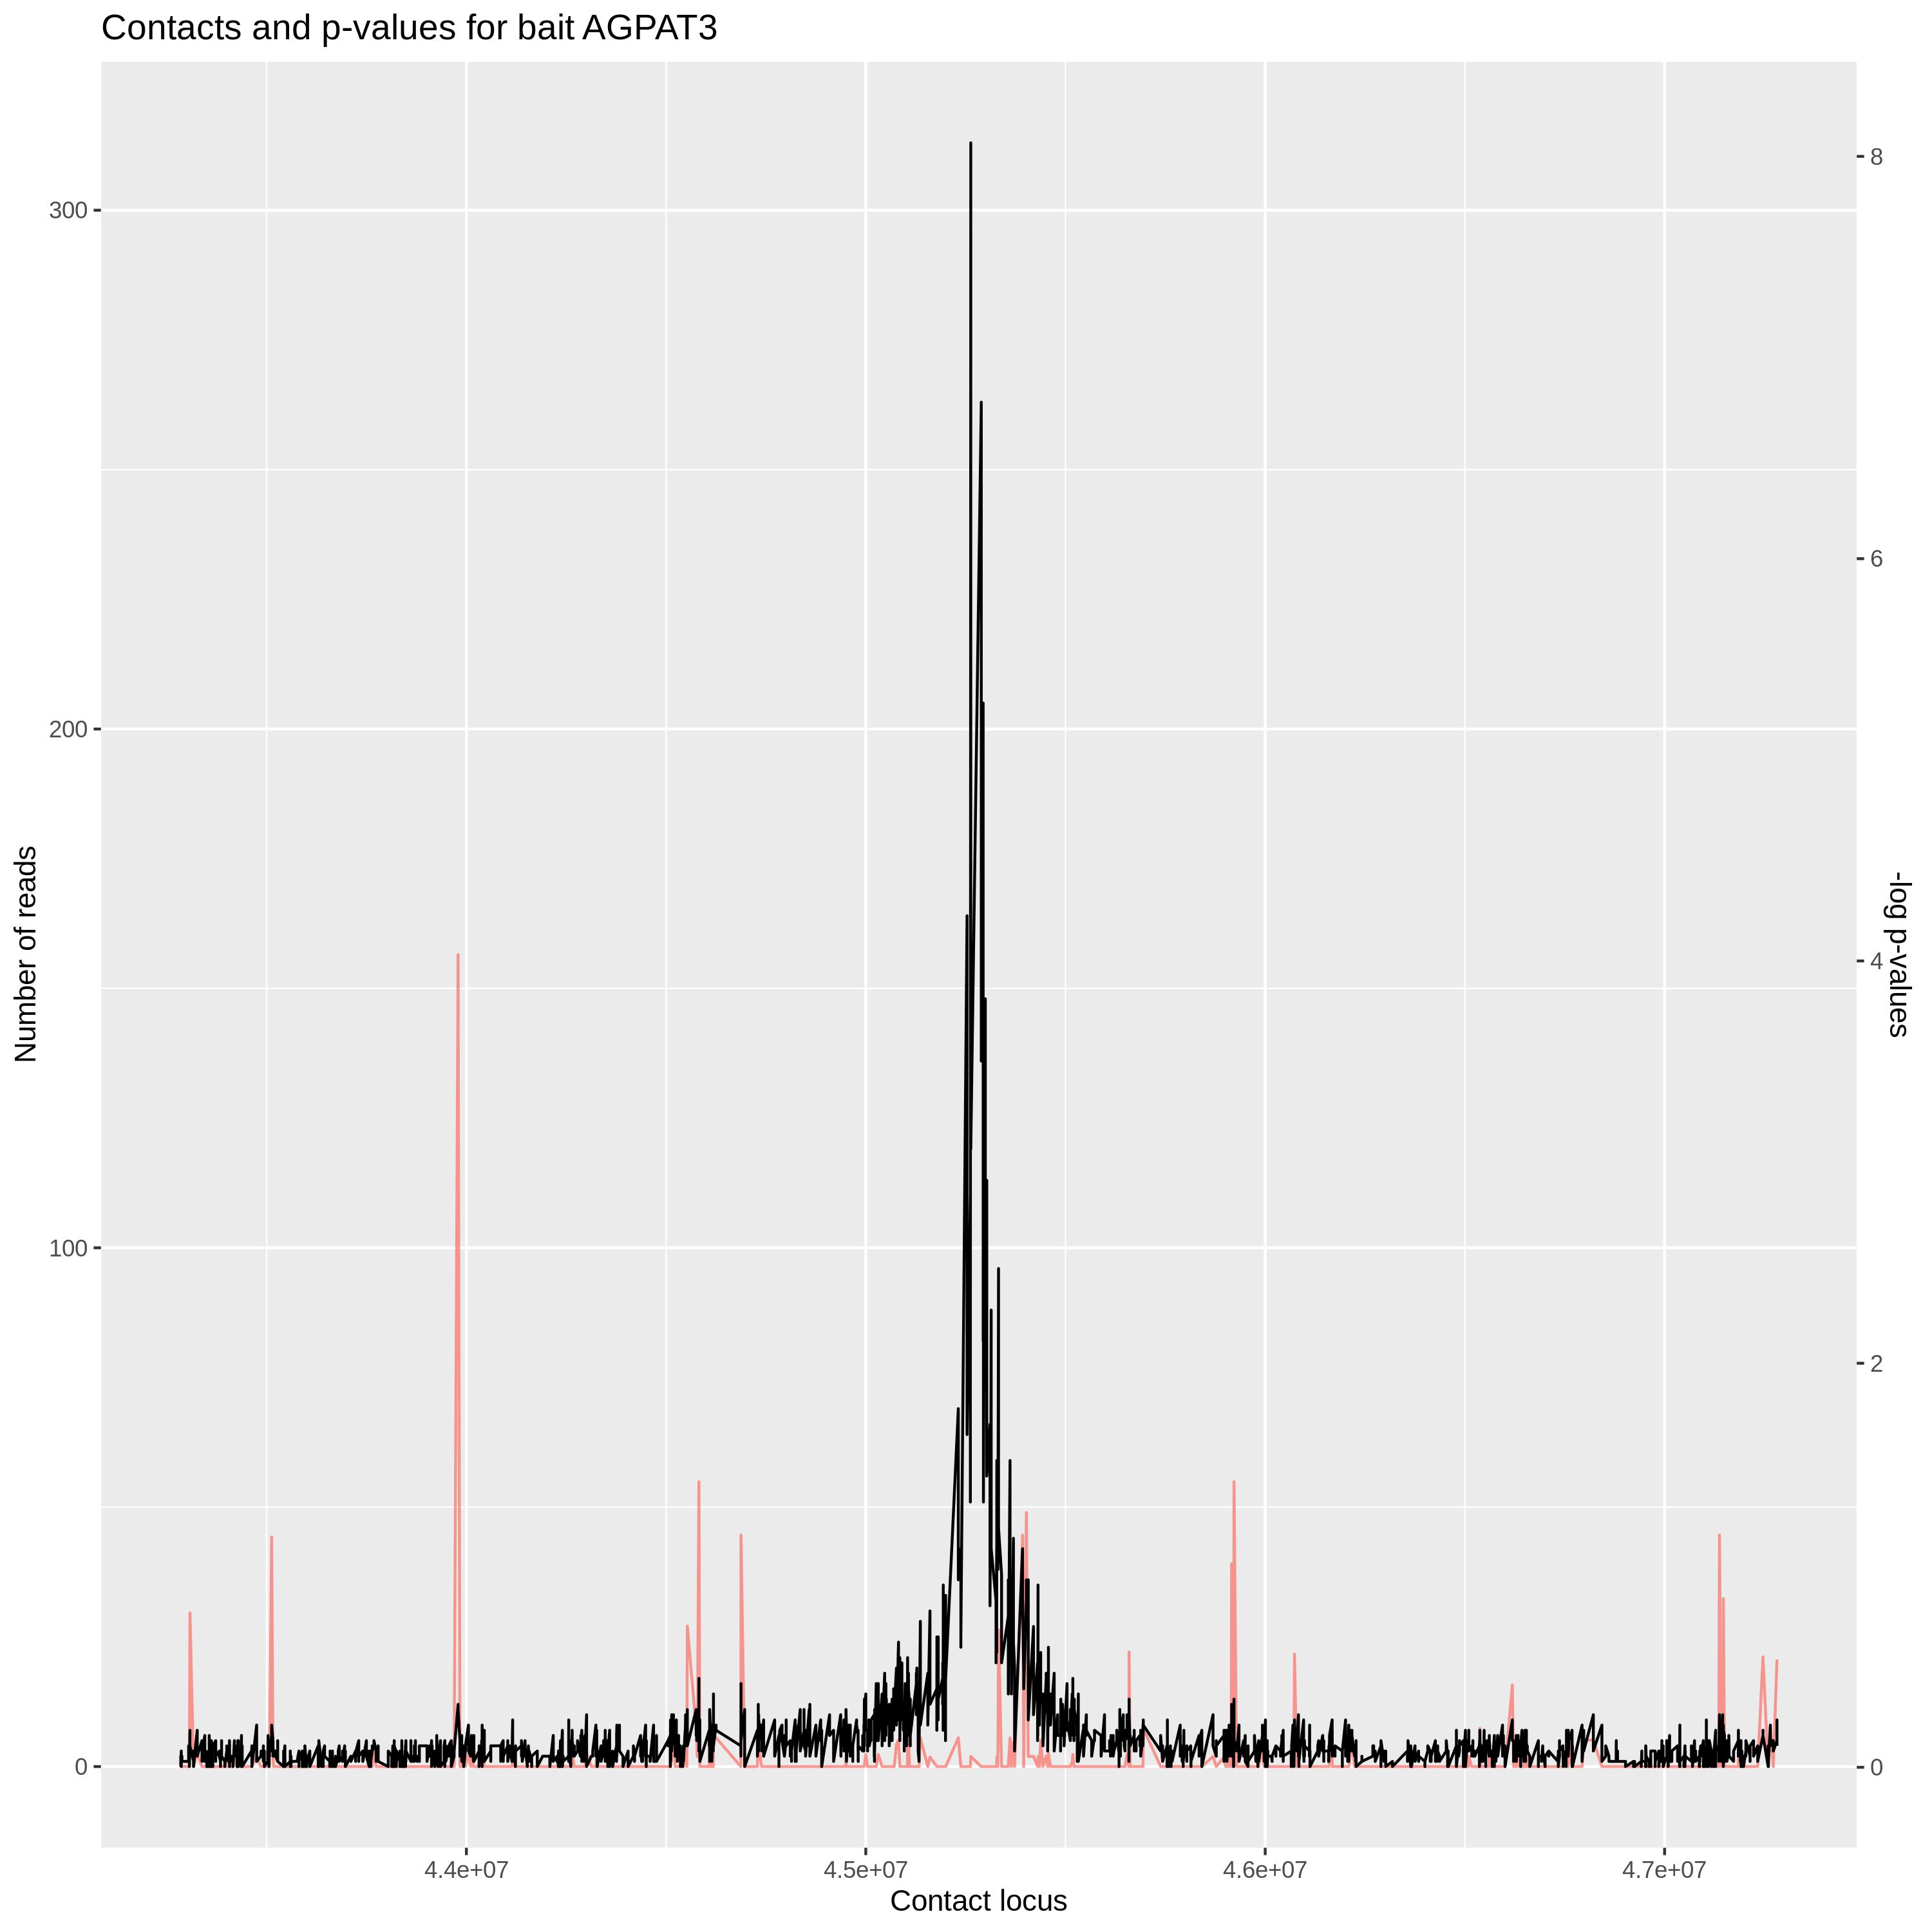 Contacts and p-values for bait AGPAT3
300
200
100
0
Number of reads
8
6
4
2
0
-log p-values
4.4e+07 4.5e+07 4.6e+07 4.7e+07
Contact locus